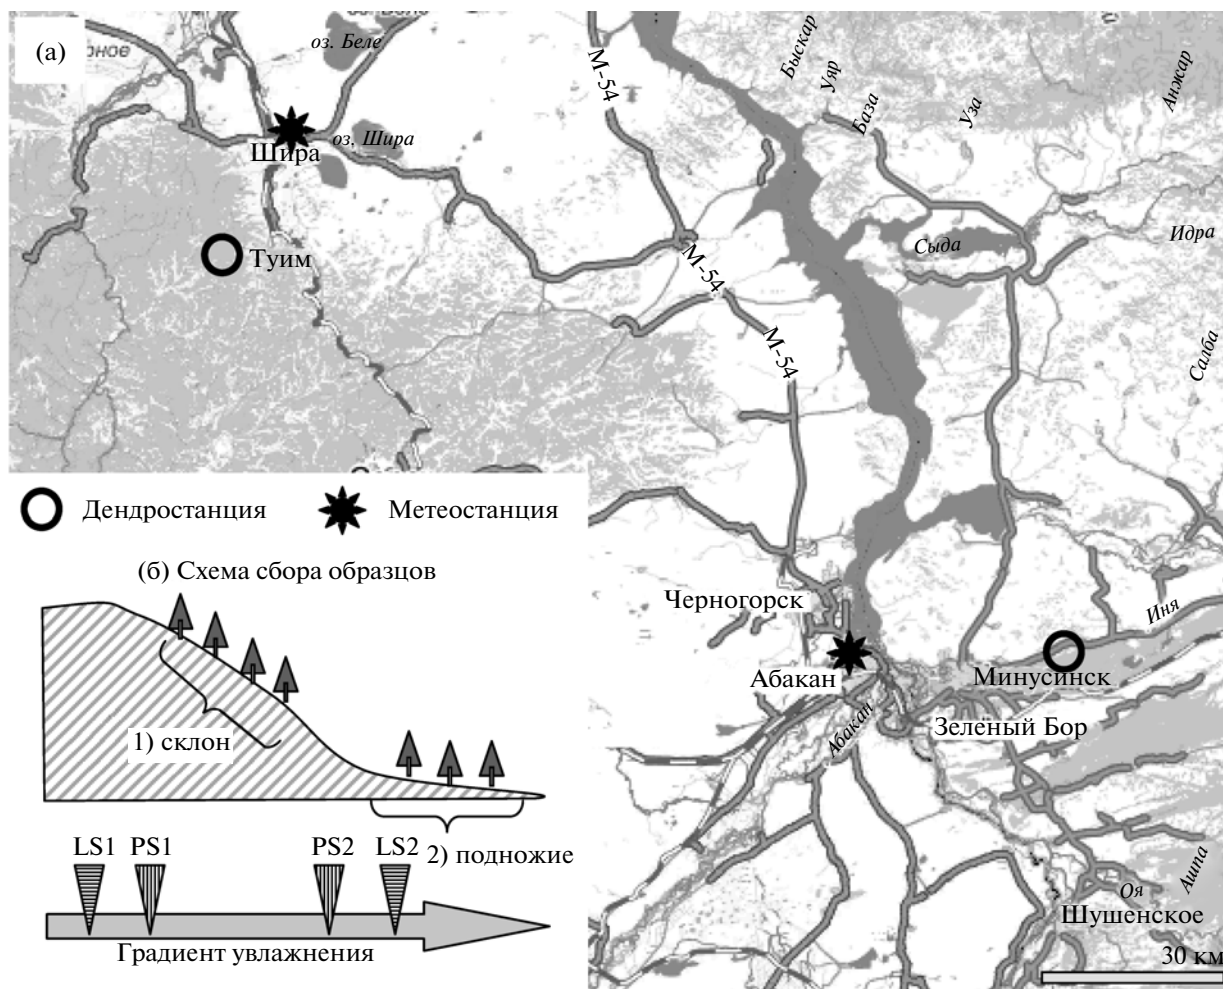 (а)
оз. Беле
М-54
Быскар
Уяр
База
Уза
Анжар
Шира
оз. Шира
Туим
М-54
Сыда
Идра
М-54
Салба
Дендростанция
Метеостанция
(б) Схема сбора образцов
1) склон
2) подножие
LS1 PS1 PS2 LS2
Градиент увлажнения
Черногорск
Иня
Абакан
Минусинск
Абакан
Зелёный Бор
Ашпа
Оя
Шушенское
30 км